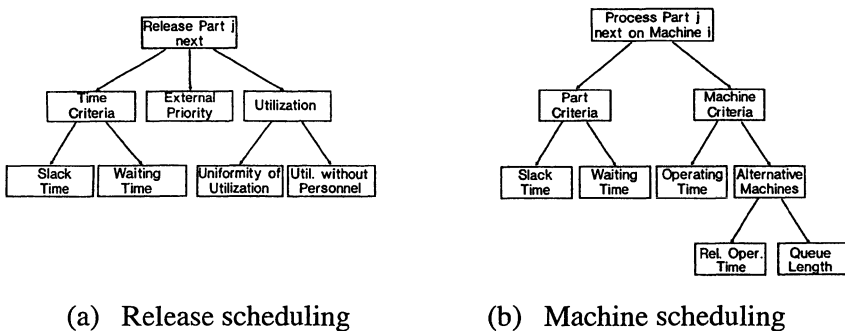 Release Part j
next
Time
Criteria
External
Priority
Utilization
Slack
Time
Waiting
Time
Uniformity of
Utilization
Util. without
Personnel
(a) Release scheduling
Process Part j
next on Machine i
Part
Criteria
Machine
Criteria
Slack
Time
Waiting
Time
Operating
Time
Alternative
Machines
Rel. Oper.
Time
Queue
Length
(b) Machine scheduling